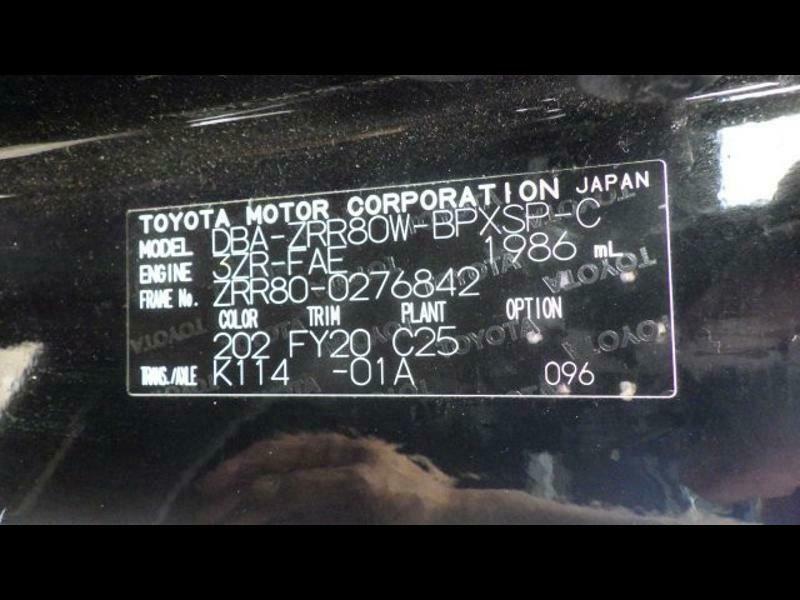 TOYOTA MOTOR CORPORATION JAPAN
MODEL DBA-ZRR80W-BPXSP-C
ENGINE 3ZR-FAE 1986 mL
FRAME No. ZRR80-0276842
COLOR TRIM PLANT OPTION
202 FY20 C25
TRANS./AXLE K114 -01A 096